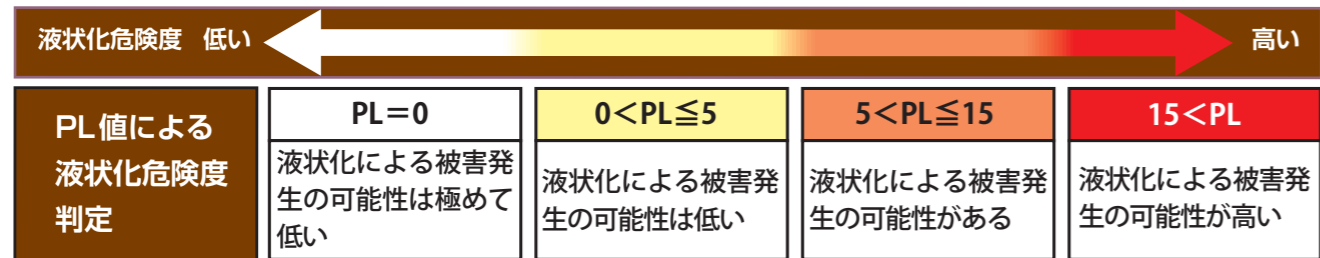 液状化危険度 低い 高い
PL値による
液状化危険度
判定
PL=0
液状化による被害発
生の可能性は極めて
低い
0<PL≦5
液状化による被害発
生の可能性は低い
5<PL≦15
液状化による被害発
生の可能性がある
15<PL
液状化による被害発
生の可能性が高い